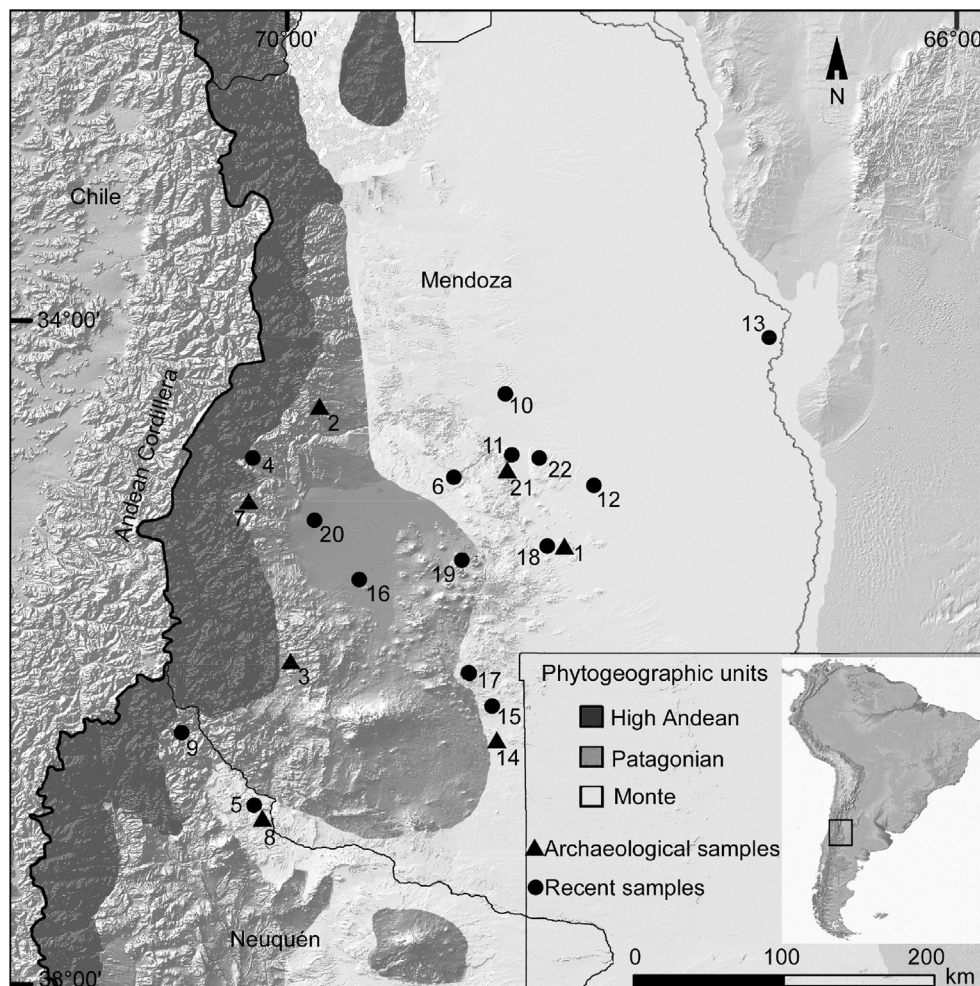 70°00'
66°00'
N
Chile
Mendoza
34°00'
13
Andean Cordillera
10
2
11
22
4
6
21
12
7
20
18
1
19
16
3
17
15
14
9
5
8
Phytogeographic units
High Andean
Patagonian
Monte
Archaeological samples
Recent samples
Neuquén
38°00'
0
100
200
km